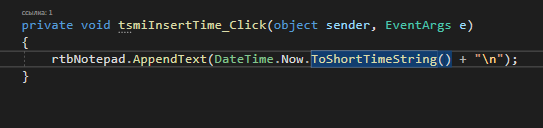 ссылка: 1
private void tsmiInsertTime_Click(object sender, EventArgs e)
{
rtbNotepad.AppendText(DateTime.Now.ToShortTimeString() + "\n");
}